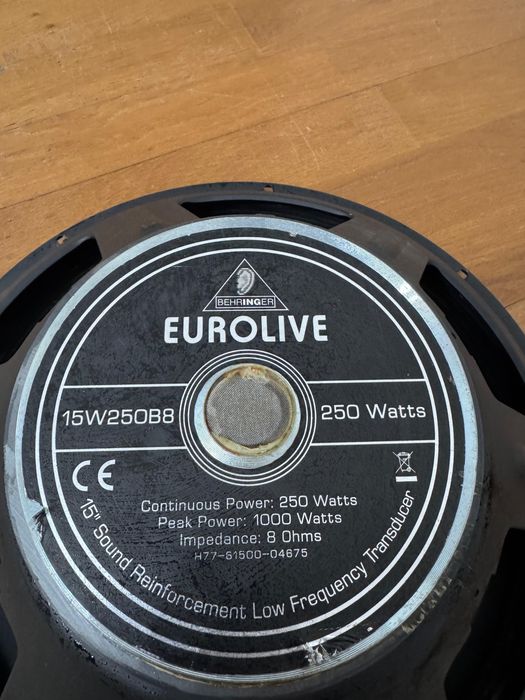 BEHRINGER
EUROLIVE
15W250B8
250 Watts
CE
Continuous Power: 250 Watts
Peak Power: 1000 Watts
Impedance: 8 Ohms
H77-61500-04675
15" Sound Reinforcement Low Frequency Transducer